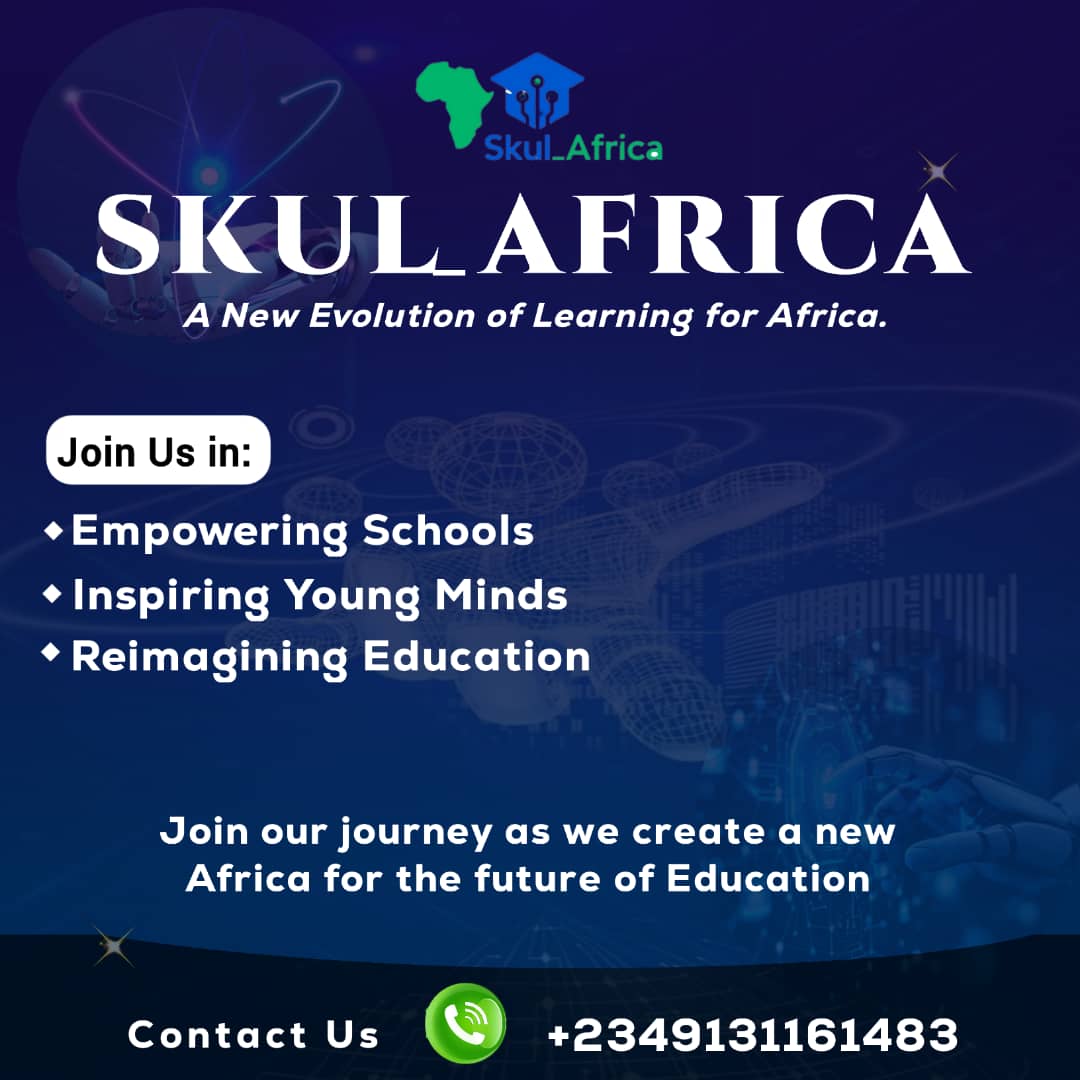 Skul_Africa
SKUL_AFRICA
A New Evolution of Learning for Africa.
Join Us in:
Empowering Schools
Inspiring Young Minds
Reimagining Education
Join our journey as we create a new
Africa for the future of Education
Contact Us +2349131161483